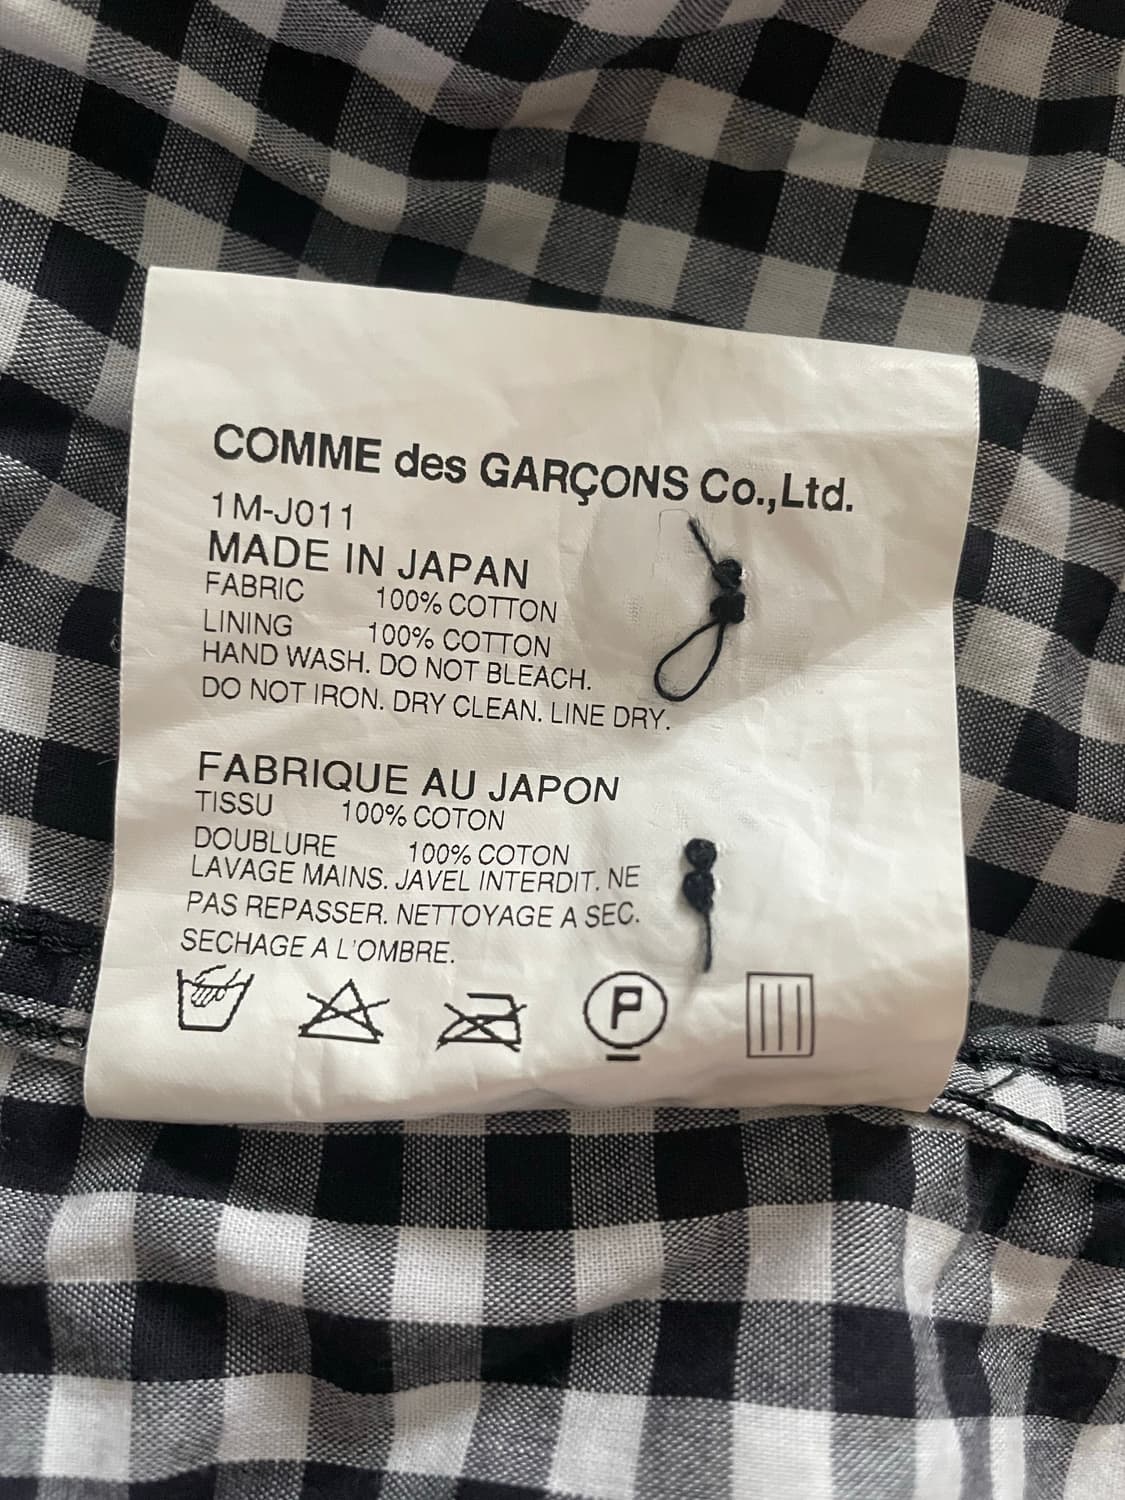 COMME des GARÇONS Co.,Ltd.
1M-J011
MADE IN JAPAN
FABRIC 100% COTTON
LINING 100% COTTON
HAND WASH. DO NOT BLEACH.
DO NOT IRON. DRY CLEAN. LINE DRY.
FABRIQUE AU JAPON
TISSU 100% COTON
DOUBLURE 100% COTON
LAVAGE MAINS. JAVEL INTERDIT. NE
PAS REPASSER. NETTOYAGE A SEC.
SECHAGE A L'OMBRE.
P